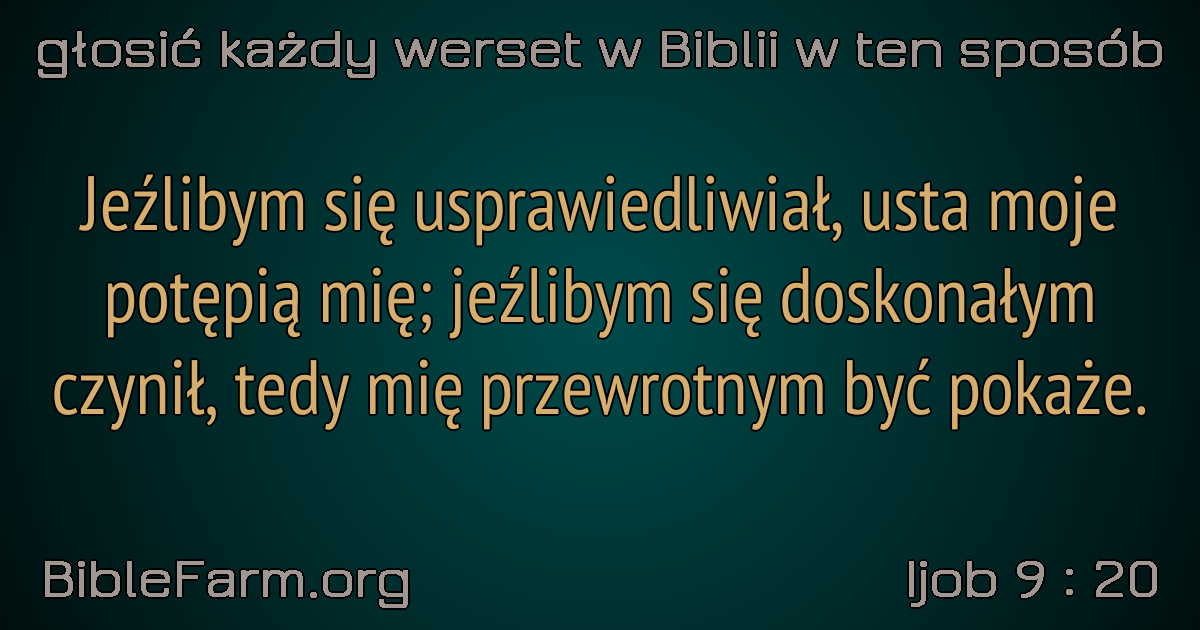 głosić każdy werset w Biblii w ten sposób
Jeźlibym się usprawiedliwiał, usta moje
potępią mię; jeźlibym się doskonałym
czynił, tedy mię przewrotnym być pokaże.
BibleFarm.org
Ijob 9 : 20